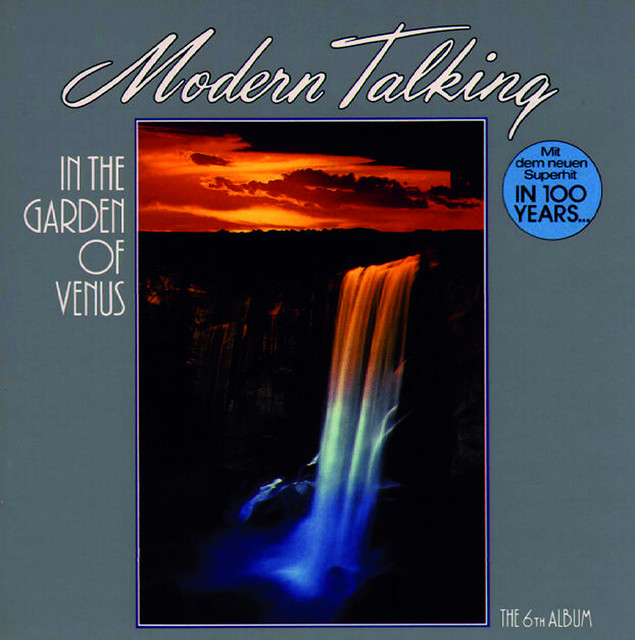 Modern Talking
IN THE
GARDEN
OF
VENUS
Mit
dem neuen
Superhit
IN 100
YEARS...
THE 6TH ALBUM